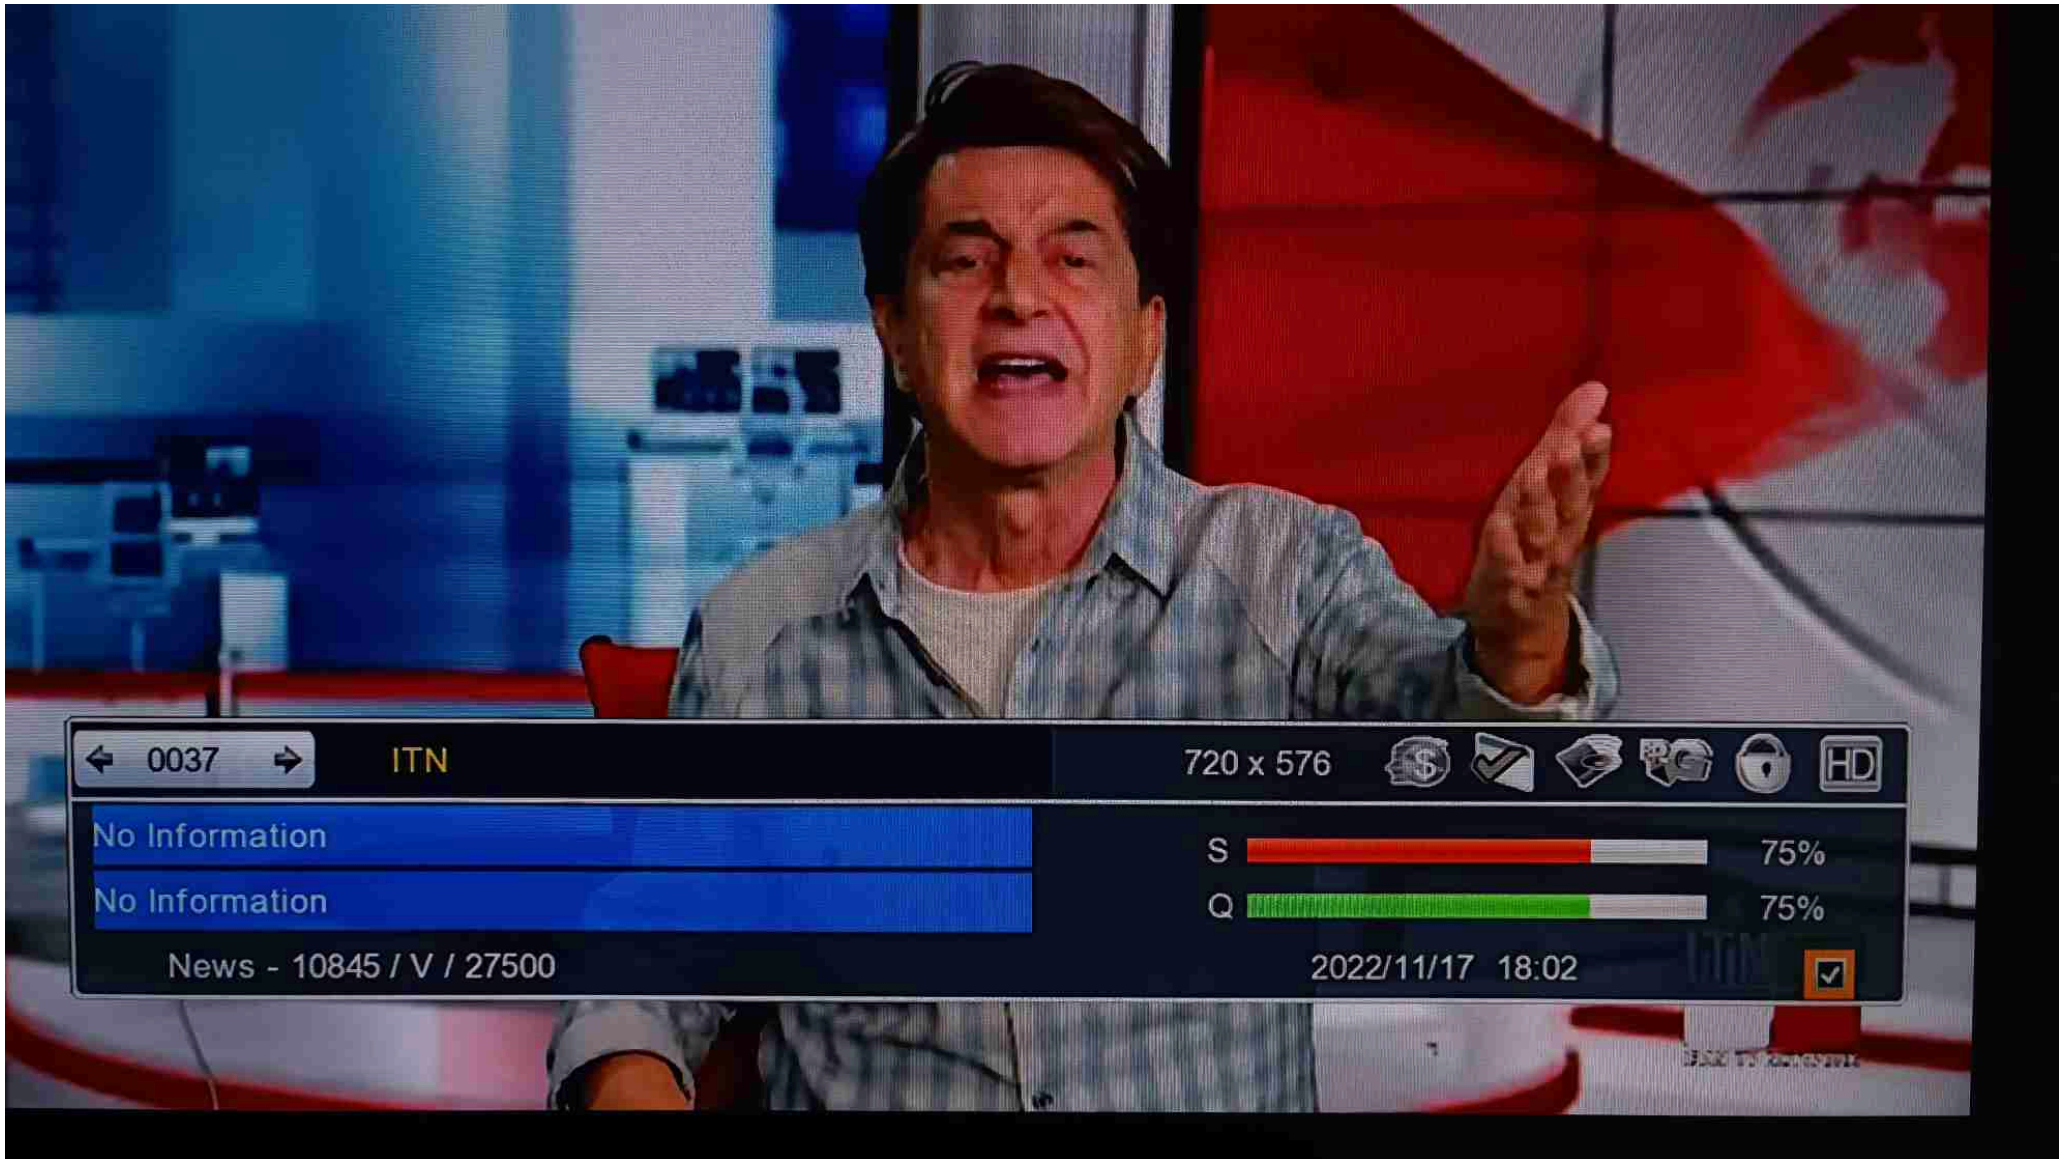 0037 ITN 720 x 576 HD
No Information
No Information
S 75%
Q 75%
News - 10845 / V / 27500 2022/11/17 18:02
ITN